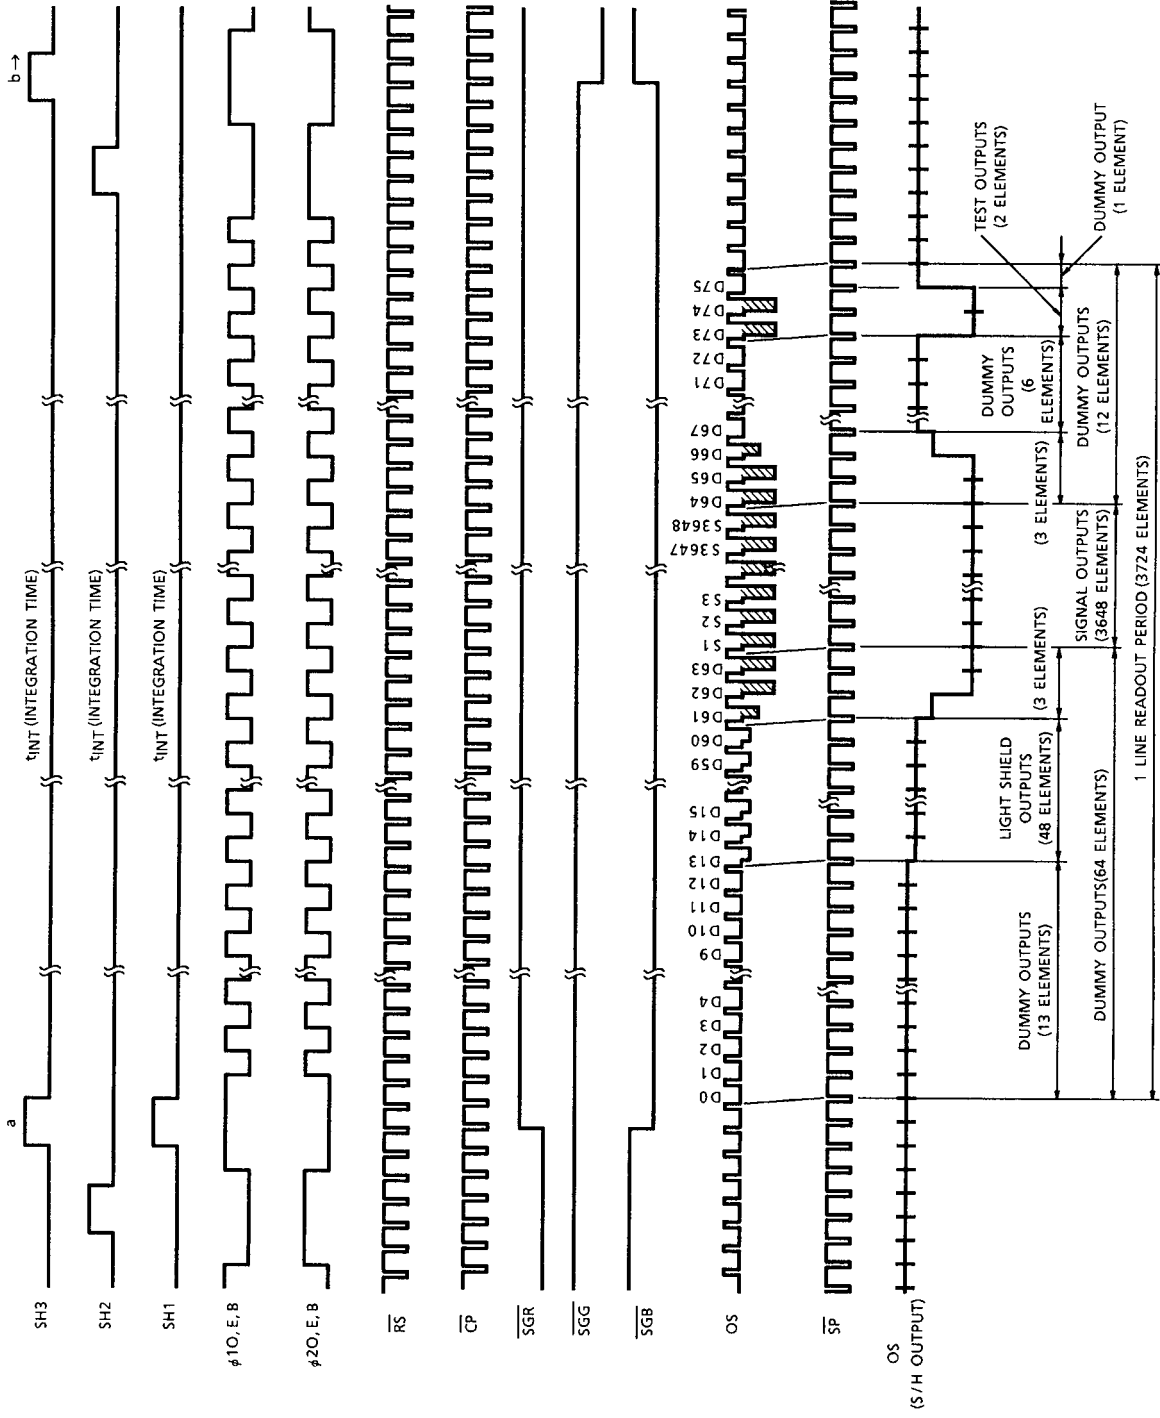 SH3
a
b →
tINT (INTEGRATION TIME)
SH2
tINT (INTEGRATION TIME)
SH1
tINT (INTEGRATION TIME)
ϕ1O, E, B
ϕ2O, E, B
RS
CP
SGR
SGG
SGB
OS
D0
D1
D2
D3
D4
D9
D10
D11
D12
D13
D14
D15
D59
D60
D61
D62
D63
S1
S2
S3
S3647
S3648
D64
D65
D66
D67
D71
D72
D73
D74
D75
SP
OS
(S/H OUTPUT)
DUMMY OUTPUTS
(13 ELEMENTS)
LIGHT SHIELD
OUTPUTS
(48 ELEMENTS)
(3 ELEMENTS)
(3 ELEMENTS)
DUMMY
OUTPUTS
(6
ELEMENTS)
TEST OUTPUTS
(2 ELEMENTS)
DUMMY OUTPUT
(1 ELEMENT)
DUMMY OUTPUTS(64 ELEMENTS)
SIGNAL OUTPUTS
(3648 ELEMENTS)
DUMMY OUTPUTS
(12 ELEMENTS)
1 LINE READOUT PERIOD (3724 ELEMENTS)